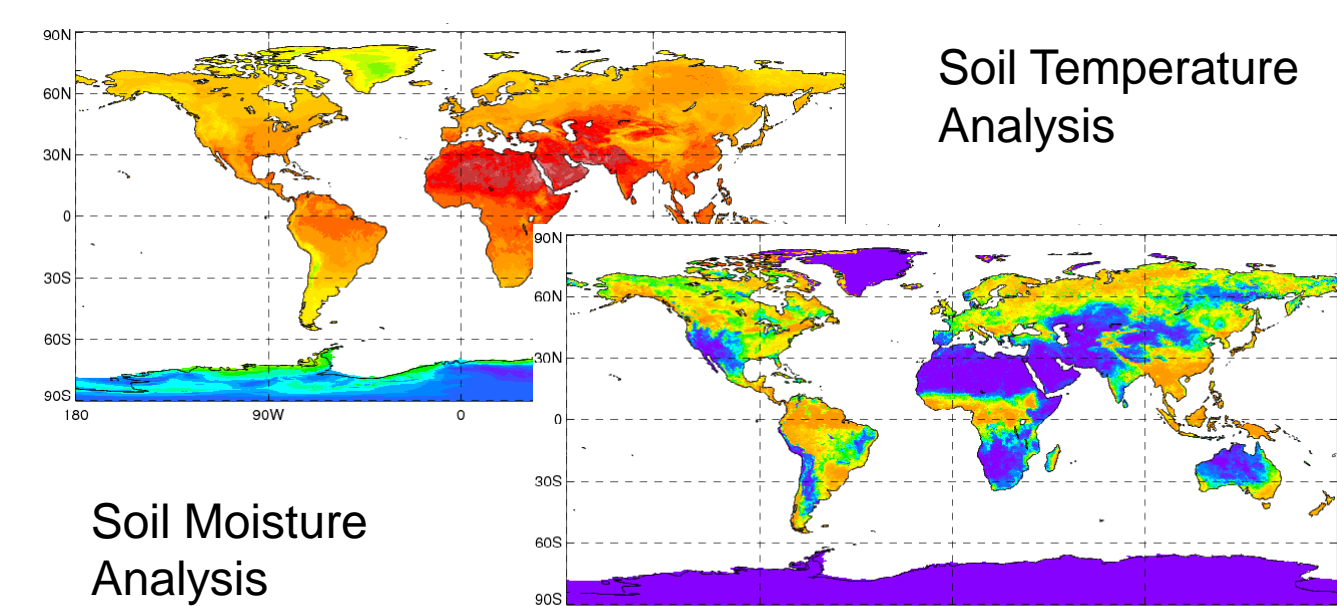 Soil Temperature
Analysis
90N
60N
30N
0
30S
60S
90S
180
90W
0
90N
60N
30N
0
30S
60S
90S
Soil Moisture
Analysis